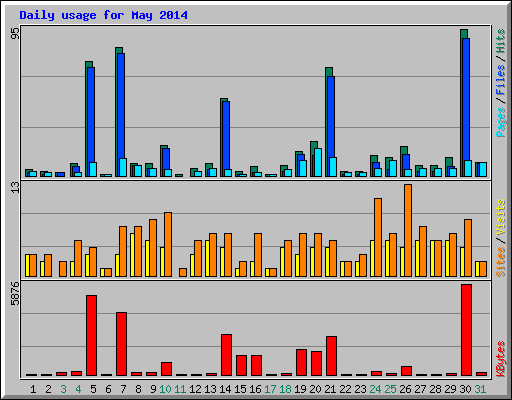 Daily usage for May 2014
95
Pages/Files/Hits
13
Sites/Visits
5876
KBytes
1 2 3 4 5 6 7 8 9 10 11 12 13 14 15 16 17 18 19 20 21 22 23 24 25 26 27 28 29 30 31